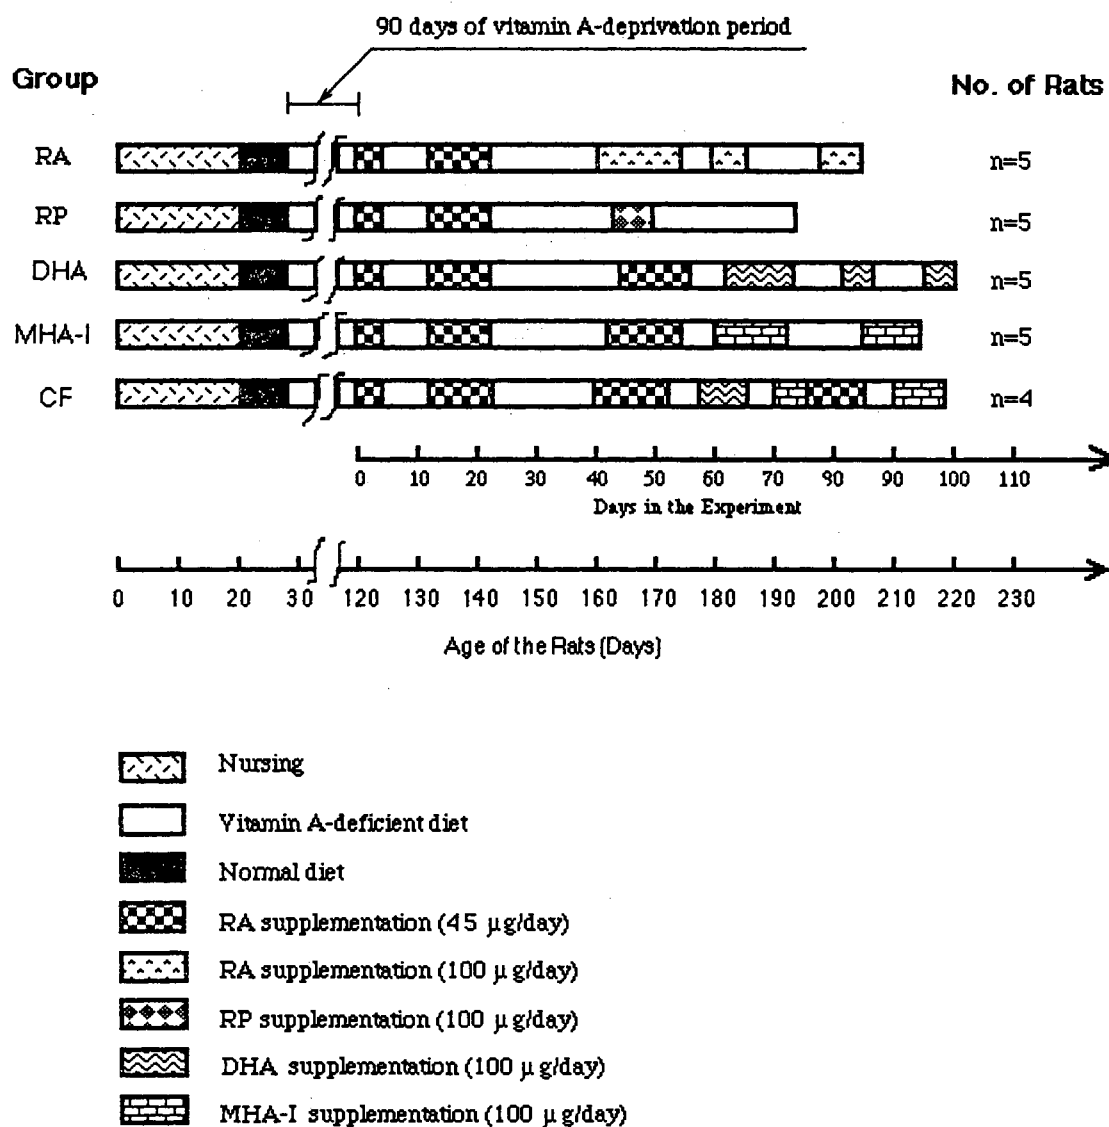 90 days of vitamin A-deprivation period
Group No. of Rats
RA n=5
RP n=5
DHA n=5
MHA-I n=5
CF n=4
0 10 20 30 40 50 60 70 80 90 100 110
Days in the Experiment
0 10 20 30 120 130 140 150 160 170 180 190 200 210 220 230
Age of the Rats (Days)
Nursing
Vitamin A-deficient diet
Normal diet
RA supplementation (45 µg/day)
RA supplementation (100 µg/day)
RP supplementation (100 µg/day)
DHA supplementation (100 µg/day)
MHA-I supplementation (100 µg/day)